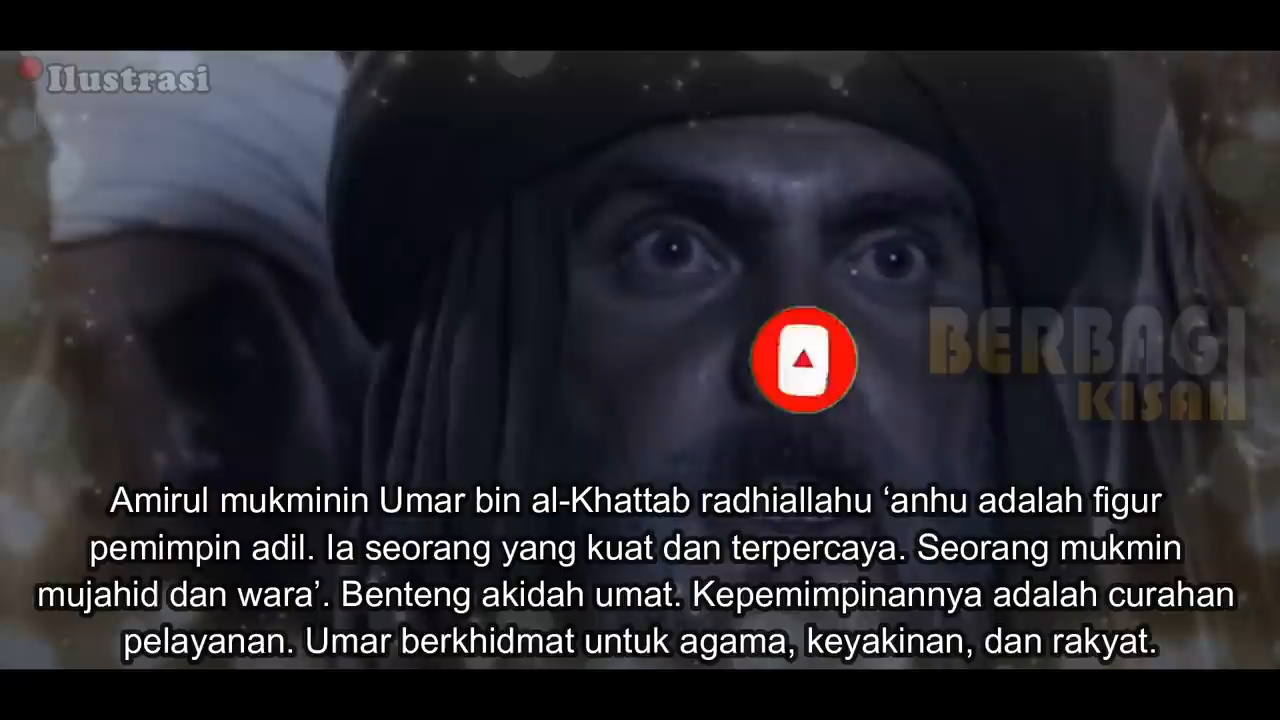 Ilustrasi
BERBAGI
KISAH
Amirul mukminin Umar bin al-Khattab radhiallahu ‘anhu adalah figur
pemimpin adil. Ia seorang yang kuat dan terpercaya. Seorang mukmin
mujahid dan wara’. Benteng akidah umat. Kepemimpinannya adalah curahan
pelayanan. Umar berkhidmat untuk agama, keyakinan, dan rakyat.